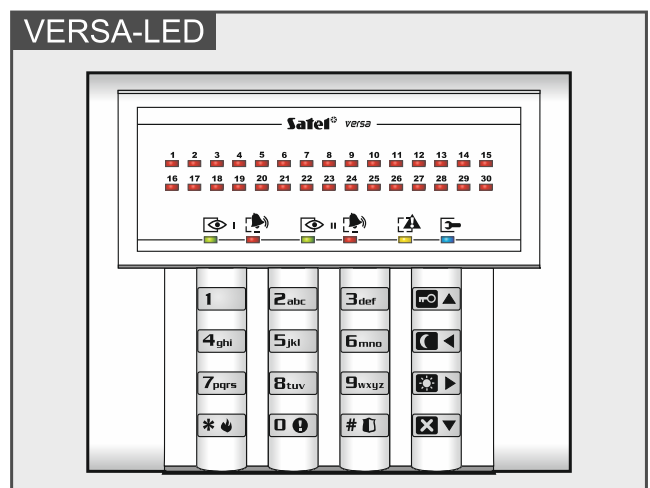 VERSA-LED
Satel versa
1 2 3 4 5 6 7 8 9 10 11 12 13 14 15
16 17 18 19 20 21 22 23 24 25 26 27 28 29 30
I II
1 2abc 3def
4ghi 5jkl 6mno
7pqrs 8tuv 9wxyz
* 0 #